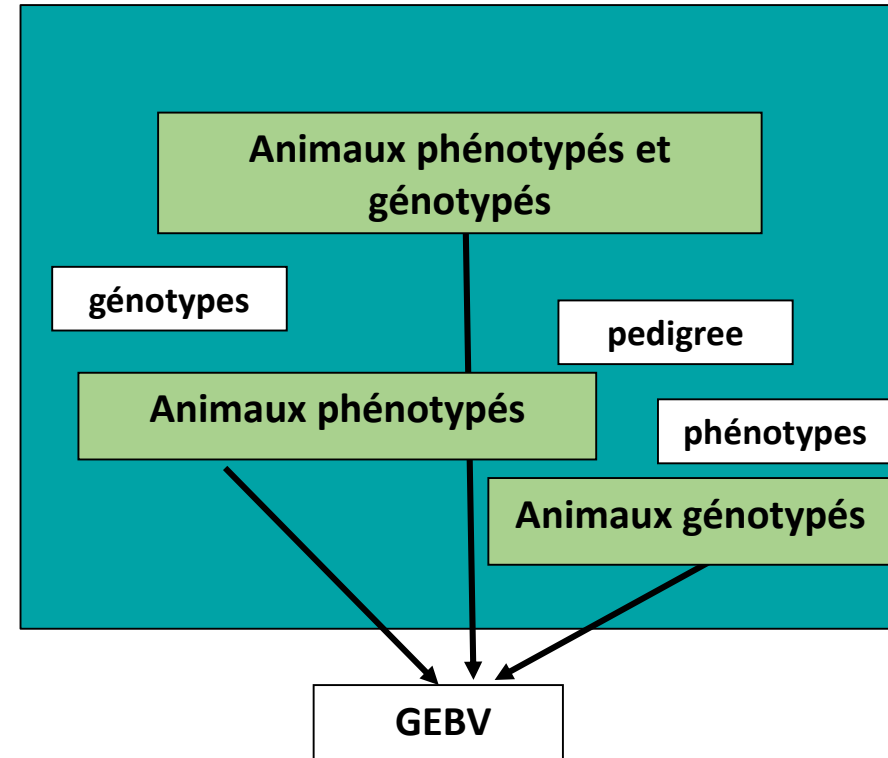 Animaux phénotypés et
génotypés
génotypes
pedigree
Animaux phénotypés
phénotypes
Animaux génotypés
GEBV